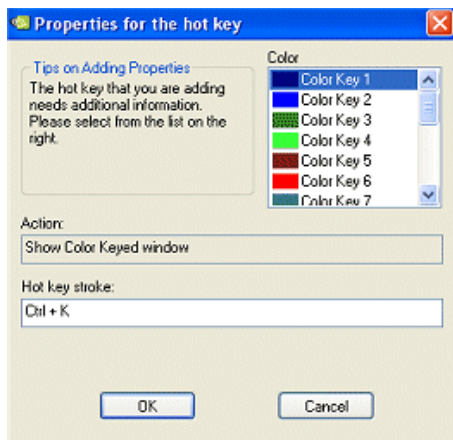 Properties for the hot key
Tips on Adding Properties
The hot key that you are adding
needs additional information.
Please select from the list on the
right.
Color
Color Key 1
Color Key 2
Color Key 3
Color Key 4
Color Key 5
Color Key 6
Color Key 7
Action:
Show Color Keyed window
Hot key stroke:
Ctrl + K
OK
Cancel